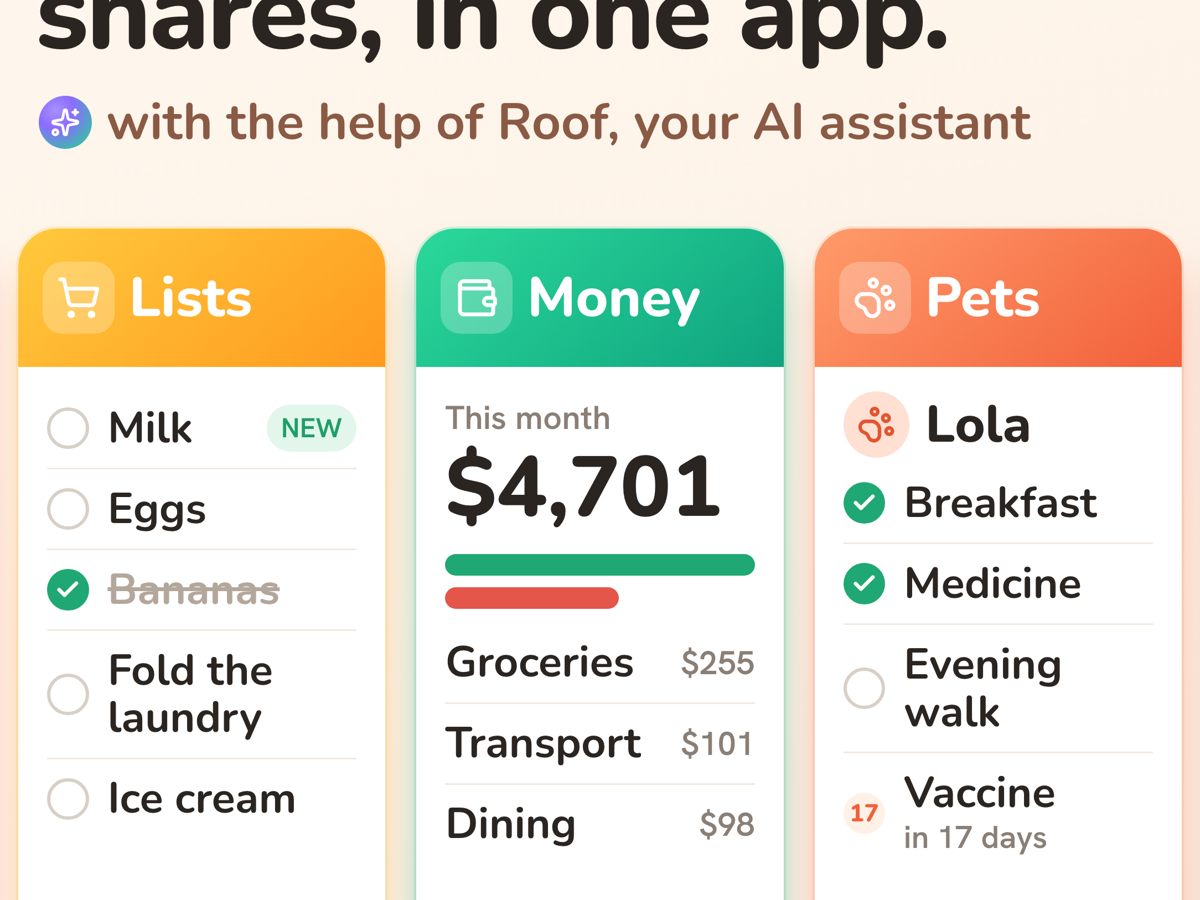 shares, in one app.
with the help of Roof, your AI assistant
Lists
Milk NEW
Eggs
Bananas
Fold the
laundry
Ice cream
Money
This month
$4,701
Groceries $255
Transport $101
Dining $98
Pets
Lola
Breakfast
Medicine
Evening
walk
17 Vaccine
in 17 days